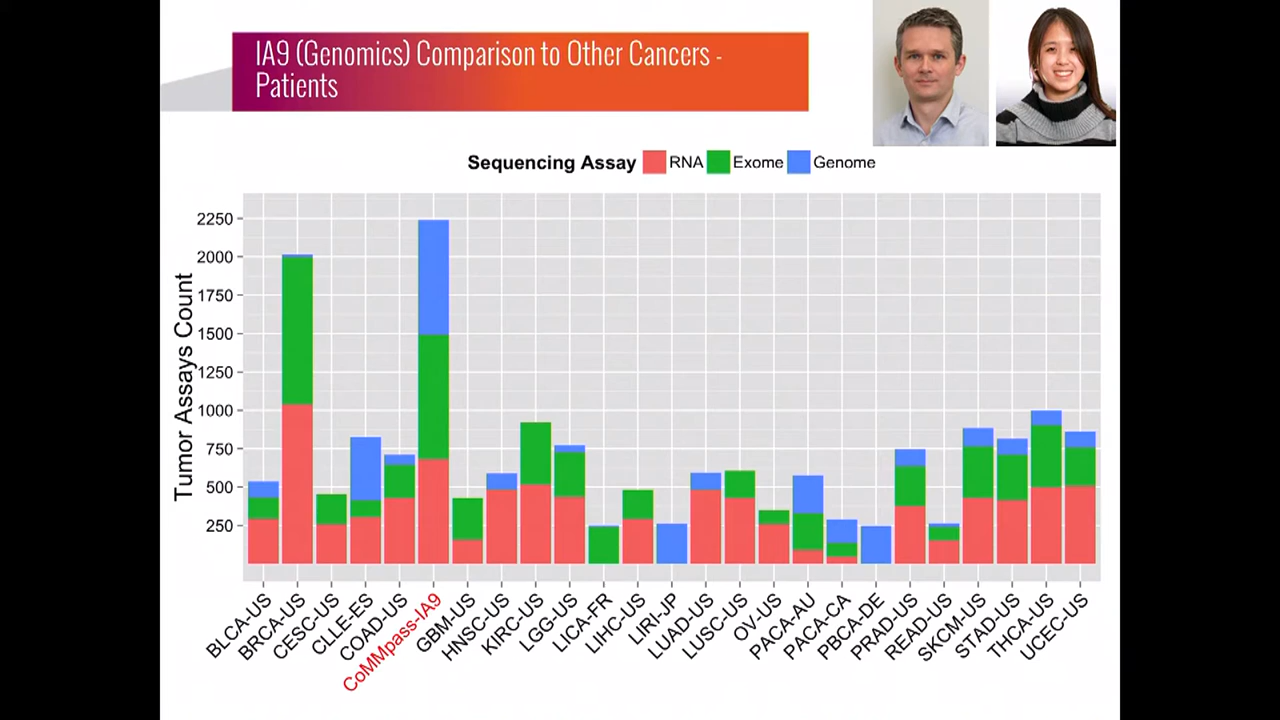 IA9 (Genomics) Comparison to Other Cancers -
Patients
Sequencing Assay RNA Exome Genome
Tumor Assays Count
2250
2000
1750
1500
1250
1000
750
500
250
BLCA-US
BRCA-US
CESC-US
CLLE-ES
COAD-US
CoMMpass-IA9
GBM-US
HNSC-US
KIRC-US
LGG-US
LICA-FR
LIHC-US
LIRI-JP
LUAD-US
LUSC-US
OV-US
PACA-AU
PACA-CA
PBCA-DE
PRAD-US
READ-US
SKCM-US
STAD-US
THCA-US
UCEC-US